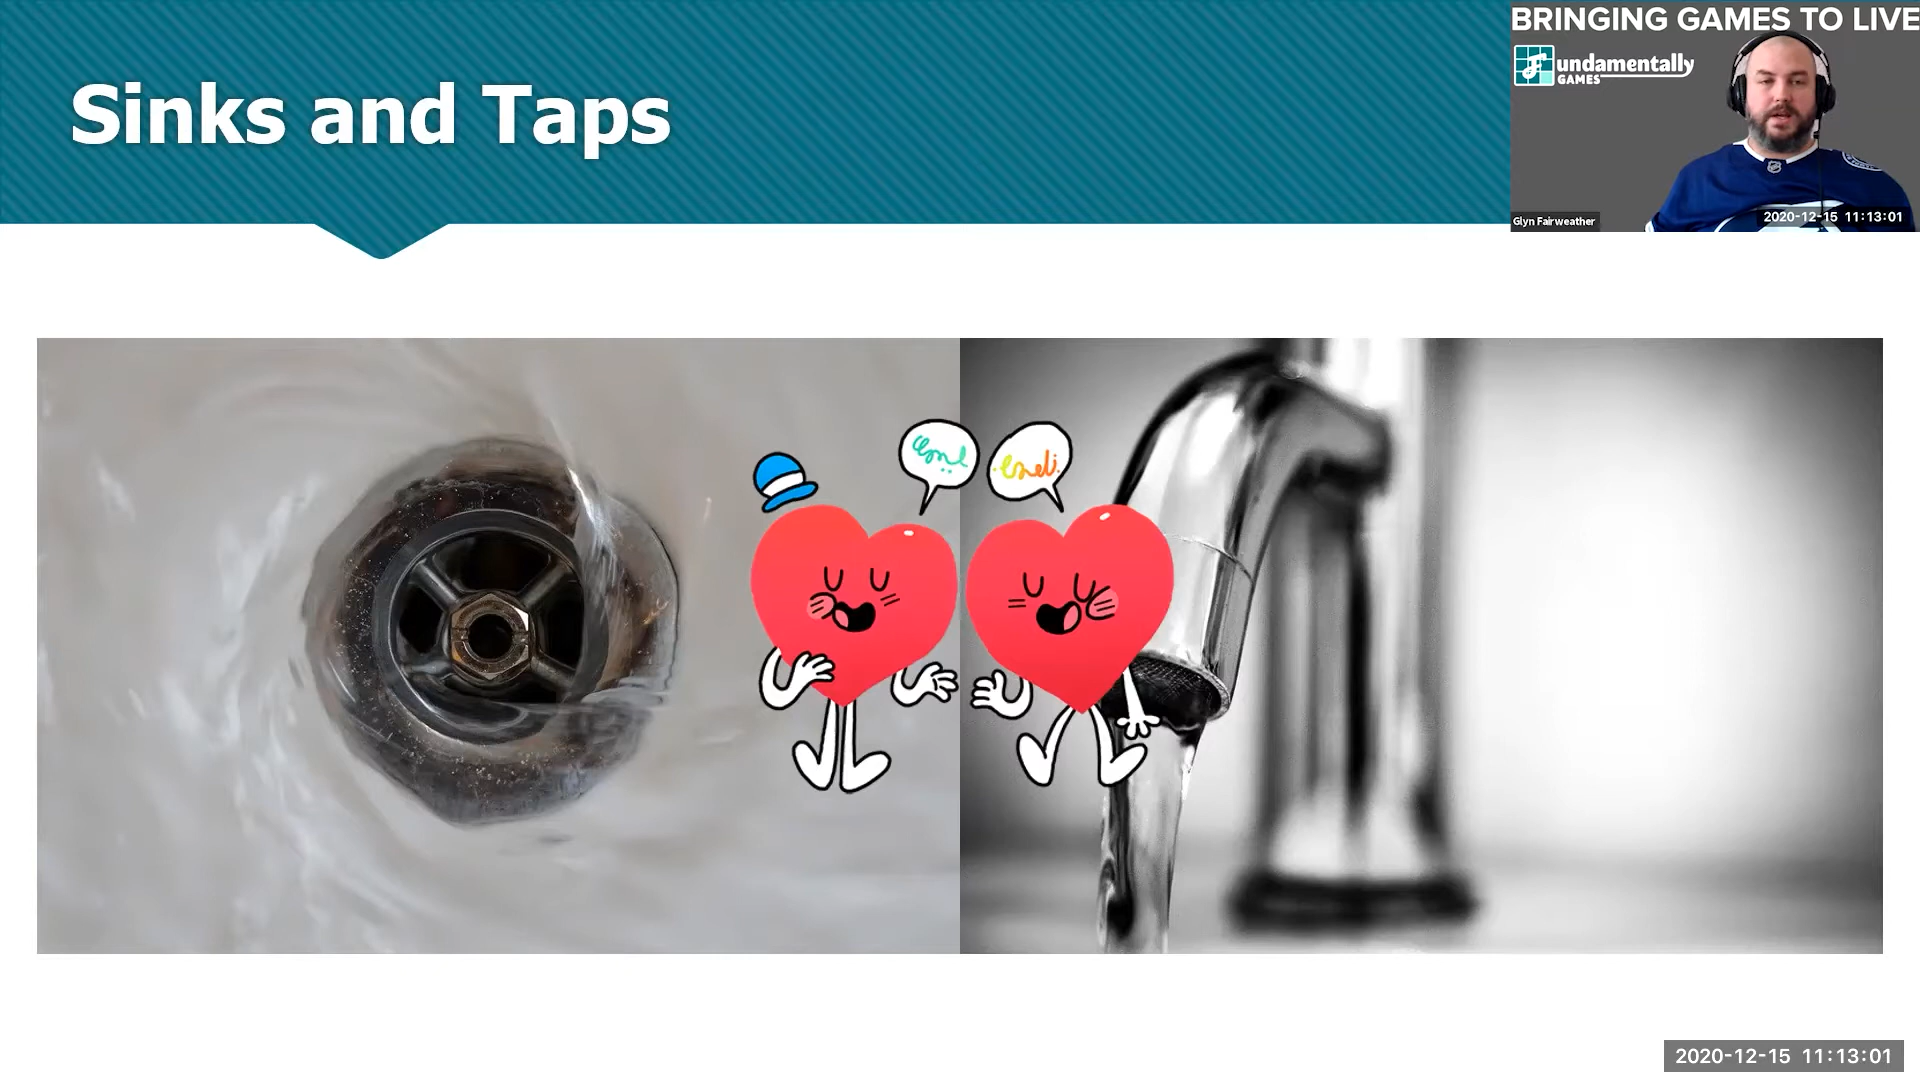 Sinks and Taps
BRINGING GAMES TO LIVE
Fundamentally
GAMES
Glyn Fairweather
2020-12-15 11:13:01
2020-12-15 11:13:01